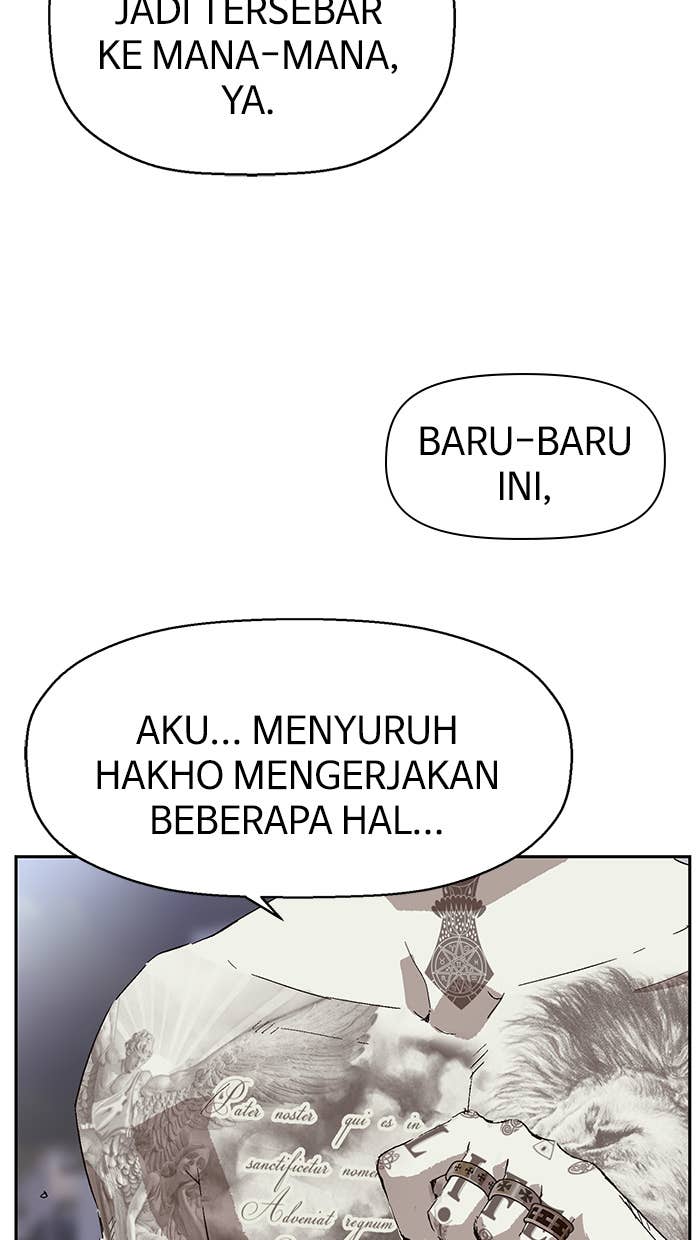 JADI TERSEBAR
KE MANA-MANA,
YA.
BARU-BARU
INI,
AKU... MENYURUH
HAKHO MENGERJAKAN
BEBERAPA HAL...
Pater noster qui es in
sanctificetur nomen
Adveniat regnum